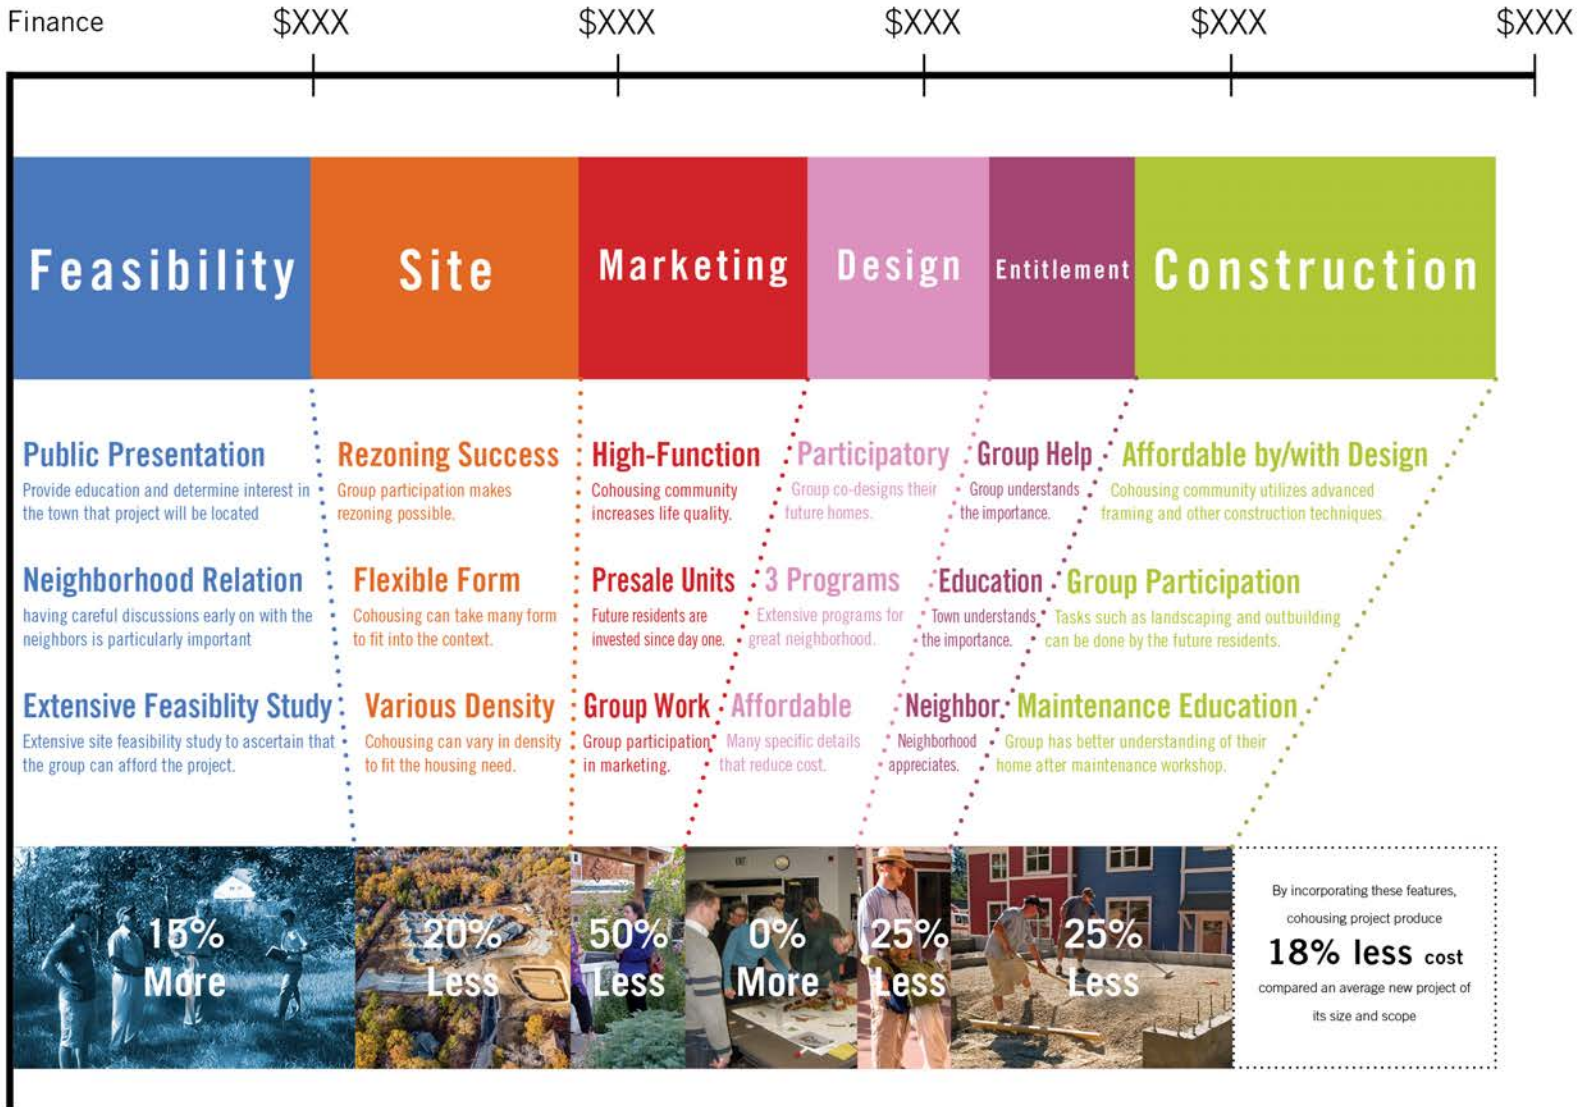 Finance $XXX $XXX $XXX $XXX $XXX
Feasibility
Site
Marketing
Design
Entitlement
Construction
Public Presentation
Provide education and determine interest in
the town that project will be located
Neighborhood Relation
having careful discussions early on with the
neighbors is particularly important
Extensive Feasiblity Study
Extensive site feasibility study to ascertain that
the group can afford the project.
Rezoning Success
Group participation makes
rezoning possible.
Flexible Form
Cohousing can take many form
to fit into the context.
Various Density
Cohousing can vary in density
to fit the housing need.
High-Function
Cohousing community
increases life quality.
Presale Units
Future residents are
invested since day one.
Group Work
Group participation
in marketing.
Participatory
Group co-designs their
future homes.
3 Programs
Extensive programs for
great neighborhood.
Affordable
Many specific details
that reduce cost.
Group Help
Group understands
the importance.
Education
Town understands
the importance.
Neighbor
Neighborhood
appreciates.
Affordable by/with Design
Cohousing community utilizes advanced
framing and other construction techniques.
Group Participation
Tasks such as landscaping and outbuilding
can be done by the future residents.
Maintenance Education
Group has better understanding of their
home after maintenance workshop.
15%
More
20%
Less
50%
Less
0%
More
25%
Less
25%
Less
By incorporating these features,
cohousing project produce
18% less cost
compared an average new project of
its size and scope